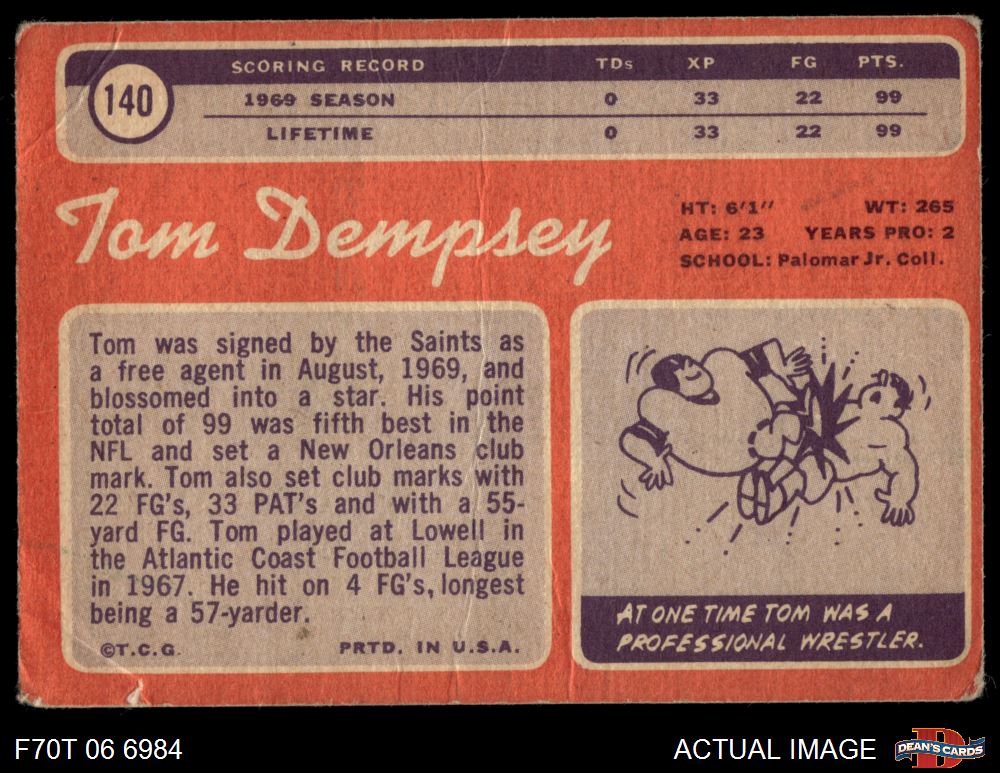 140
SCORING RECORD TDs XP FG PTS.
1969 SEASON 0 33 22 99
LIFETIME 0 33 22 99
Tom Dempsey
HT: 6'1" WT: 265
AGE: 23 YEARS PRO: 2
SCHOOL: Palomar Jr. Coll.
Tom was signed by the Saints as
a free agent in August, 1969, and
blossomed into a star. His point
total of 99 was fifth best in the
NFL and set a New Orleans club
mark. Tom also set club marks with
22 FG's, 33 PAT's and with a 55-
yard FG. Tom played at Lowell in
the Atlantic Coast Football League
in 1967. He hit on 4 FG's, longest
being a 57-yarder.
©T.C.G. PRTD. IN U.S.A.
AT ONE TIME TOM WAS A
PROFESSIONAL WRESTLER.
F70T 06 6984
ACTUAL IMAGE
D
DEAN'S CARDS